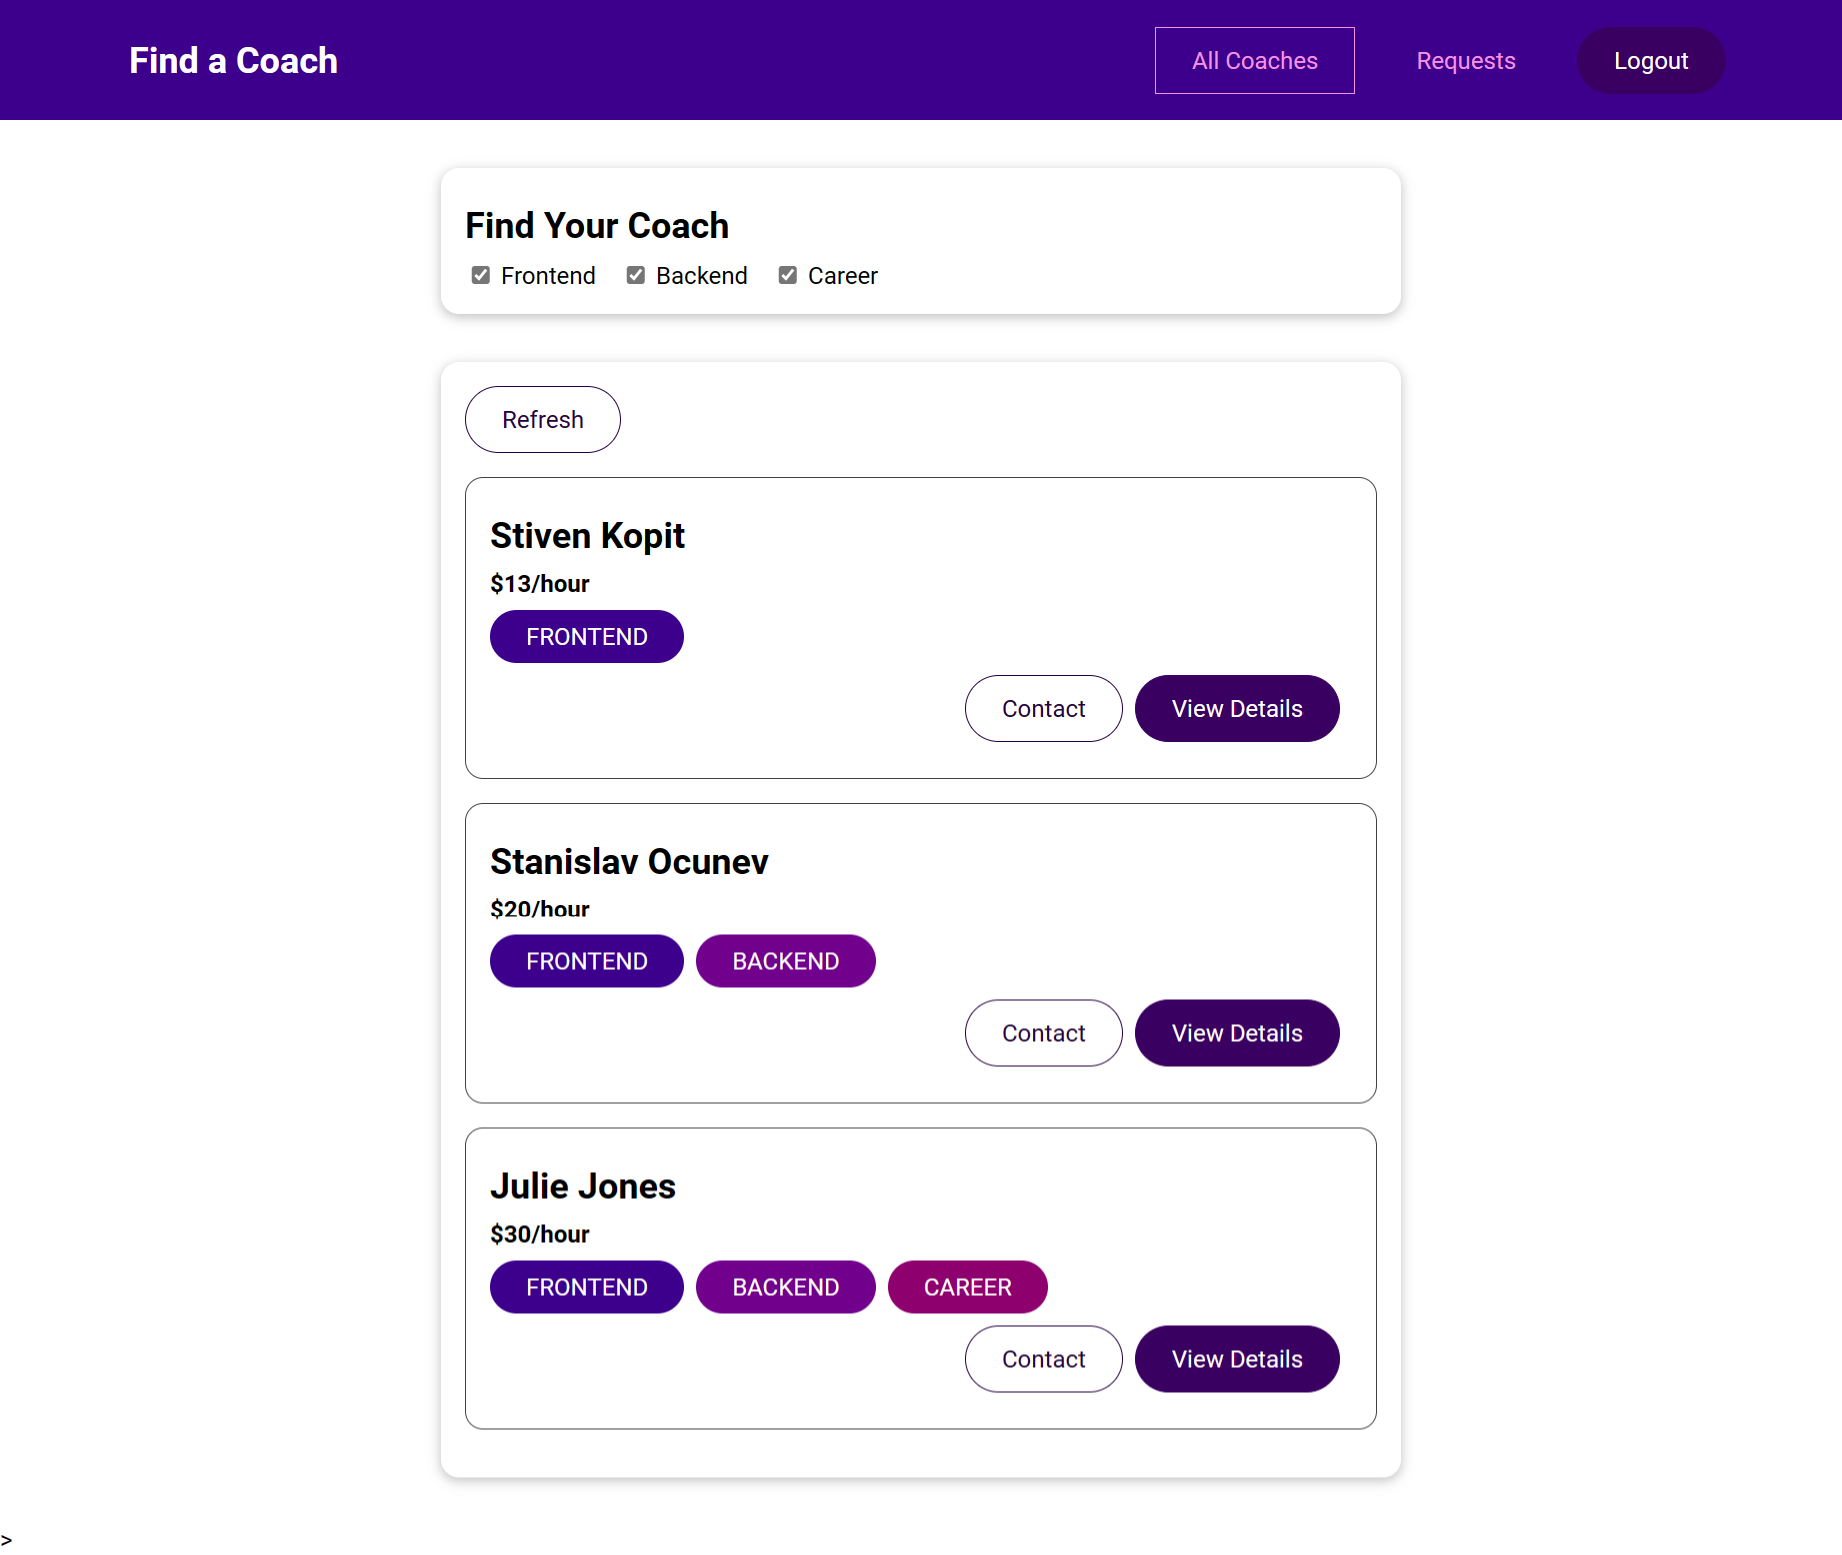 Find a Coach All Coaches Requests Logout
Find Your Coach
Frontend Backend Career
Refresh
Stiven Kopit
$13/hour
FRONTEND
Contact View Details
Stanislav Ocunev
$20/hour
FRONTEND BACKEND
Contact View Details
Julie Jones
$30/hour
FRONTEND BACKEND CAREER
Contact View Details
>